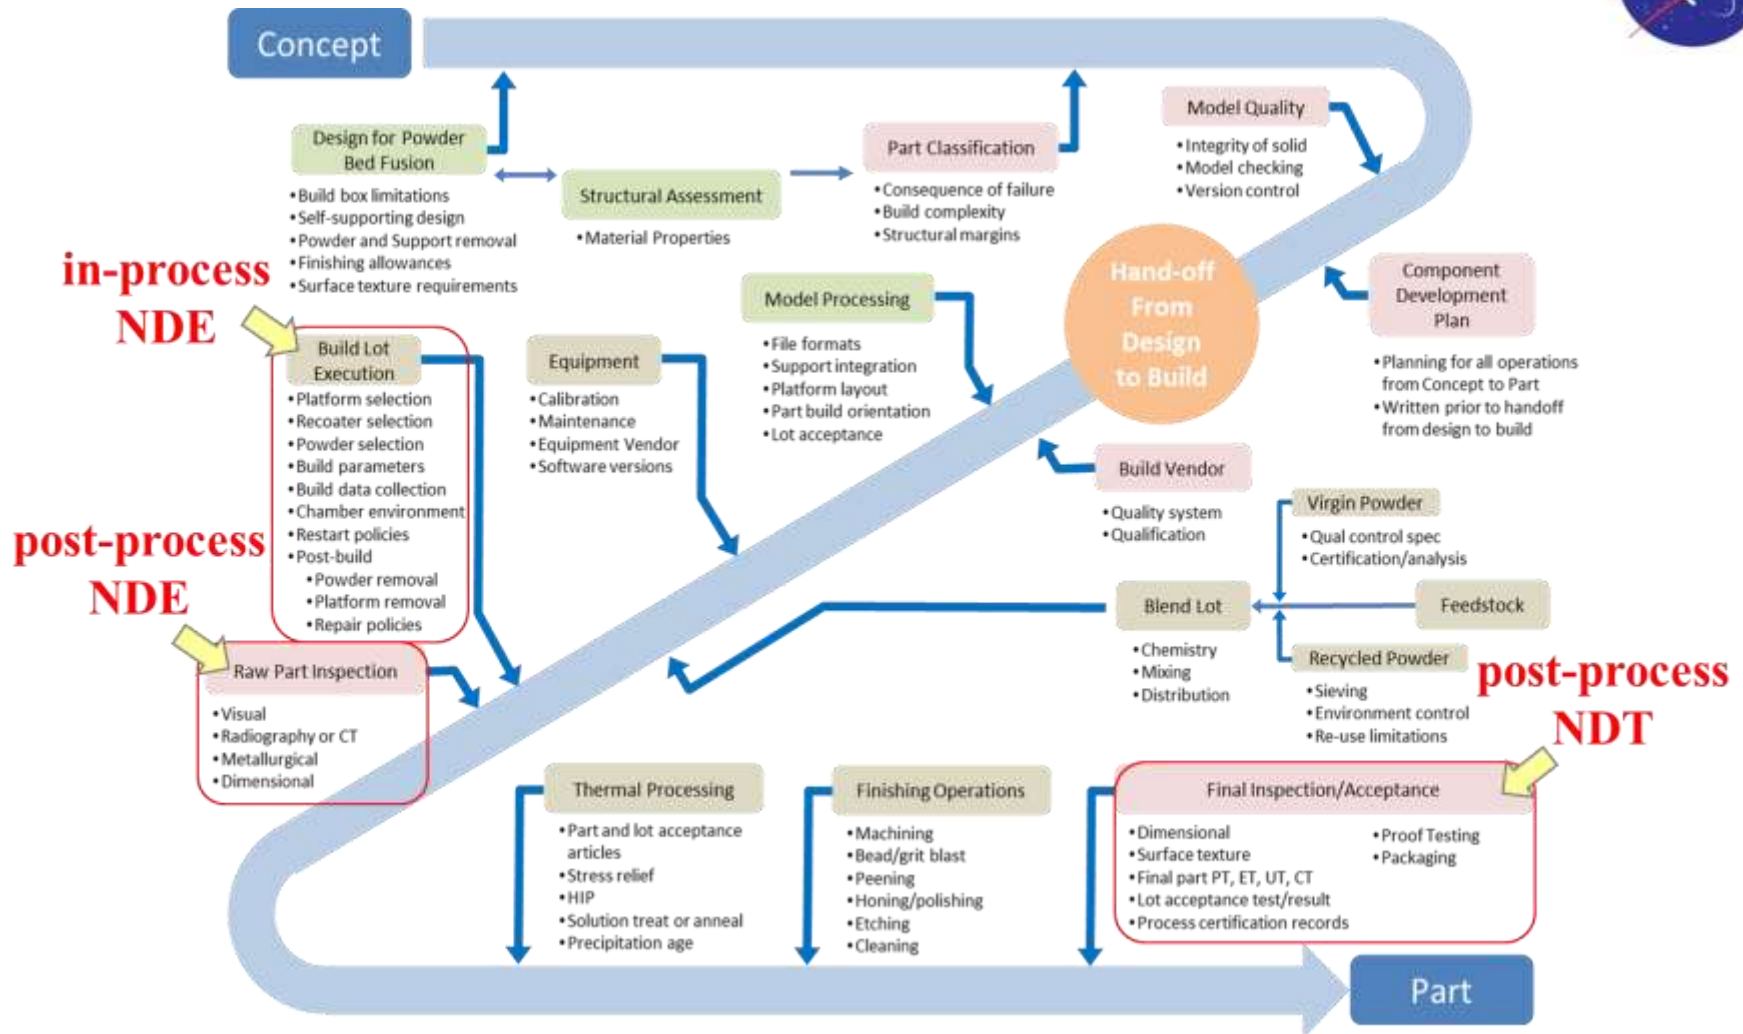 Concept
Design for Powder
Bed Fusion
•Build box limitations
•Self-supporting design
•Powder and Support removal
•Finishing allowances
•Surface texture requirements
Structural Assessment
•Material Properties
Part Classification
•Consequence of failure
•Build complexity
•Structural margins
Model Quality
•Integrity of solid
•Model checking
•Version control
Hand-off
From
Design
to Build
Component
Development
Plan
•Planning for all operations
from Concept to Part
•Written prior to handoff
from design to build
Model Processing
•File formats
•Support integration
•Platform layout
•Part build orientation
•Lot acceptance
Build Vendor
•Quality system
•Qualification
Equipment
•Calibration
•Maintenance
•Equipment Vendor
•Software versions
in-process
NDE
Build Lot
Execution
•Platform selection
•Recoater selection
•Powder selection
•Build parameters
•Build data collection
•Chamber environment
•Restart policies
•Post-build
•Powder removal
•Platform removal
•Repair policies
Virgin Powder
•Qual control spec
•Certification/analysis
Blend Lot
•Chemistry
•Mixing
•Distribution
Feedstock
Recycled Powder
•Sieving
•Environment control
•Re-use limitations
post-process
NDE
Raw Part Inspection
•Visual
•Radiography or CT
•Metallurgical
•Dimensional
Thermal Processing
•Part and lot acceptance
articles
•Stress relief
•HIP
•Solution treat or anneal
•Precipitation age
Finishing Operations
•Machining
•Bead/grit blast
•Peening
•Honing/polishing
•Etching
•Cleaning
post-process
NDT
Final Inspection/Acceptance
•Dimensional
•Surface texture
•Final part PT, ET, UT, CT
•Lot acceptance test/result
•Process certification records
•Proof Testing
•Packaging
Part